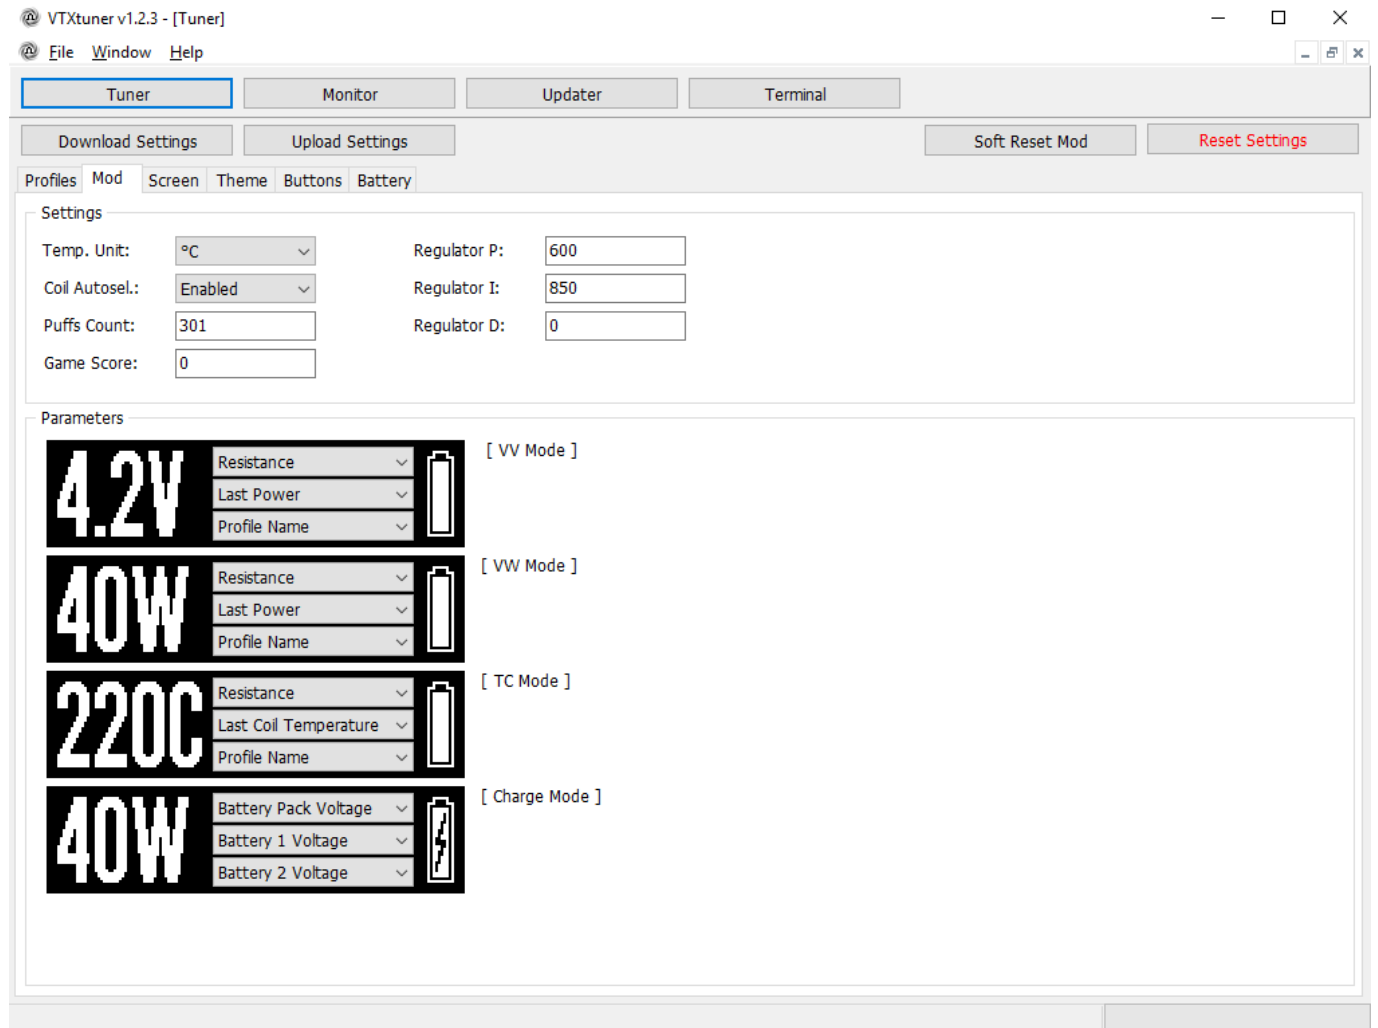 VTXtuner v1.2.3 - [Tuner]
File Window Help
Tuner Monitor Updater Terminal
Download Settings Upload Settings Soft Reset Mod Reset Settings
Profiles Mod Screen Theme Buttons Battery
Settings
Temp. Unit: °C Regulator P: 600
Coil Autosel.: Enabled Regulator I: 850
Puffs Count: 301 Regulator D: 0
Game Score: 0
Parameters
4.2V
Resistance
Last Power
Profile Name
[ VV Mode ]
40W
Resistance
Last Power
Profile Name
[ VW Mode ]
220C
Resistance
Last Coil Temperature
Profile Name
[ TC Mode ]
40W
Battery Pack Voltage
Battery 1 Voltage
Battery 2 Voltage
[ Charge Mode ]